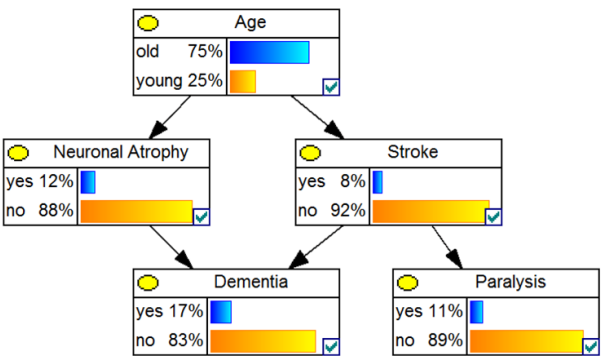 Age
old 75%
young 25%
Neuronal Atrophy
yes 12%
no 88%
Stroke
yes 8%
no 92%
Dementia
yes 17%
no 83%
Paralysis
yes 11%
no 89%